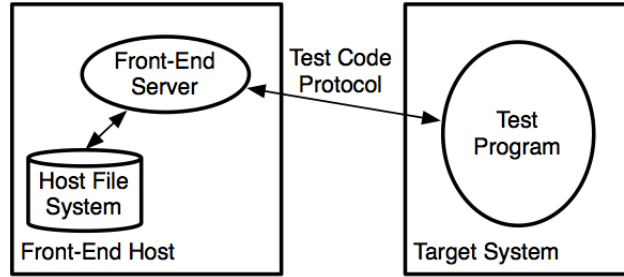 Front-End
Server
Test Code
Protocol
Test
Program
Host File
System
Front-End Host
Target System